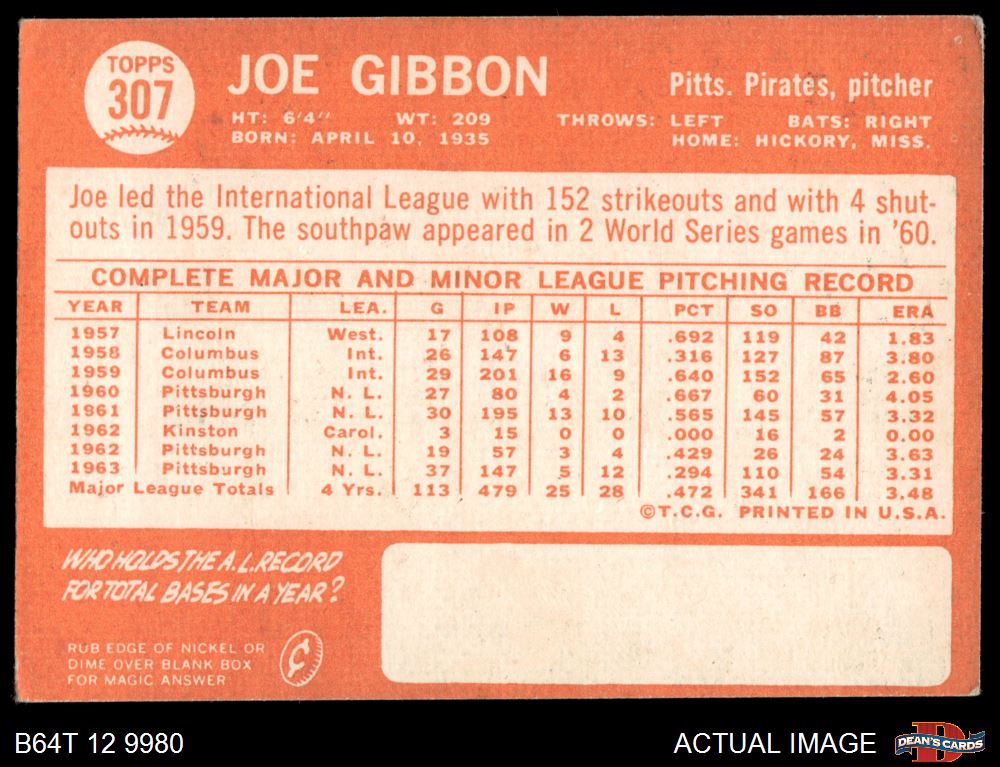 TOPPS
307
JOE GIBBON
Pitts. Pirates, pitcher
HT: 6'4" WT: 209 THROWS: LEFT BATS: RIGHT
BORN: APRIL 10, 1935 HOME: HICKORY, MISS.
Joe led the International League with 152 strikeouts and with 4 shut-
outs in 1959. The southpaw appeared in 2 World Series games in '60.
COMPLETE MAJOR AND MINOR LEAGUE PITCHING RECORD
YEAR TEAM LEA. G IP W L PCT SO BB ERA
1957 Lincoln West. 17 108 9 4 .692 119 42 1.83
1958 Columbus Int. 26 147 6 13 .316 127 87 3.80
1959 Columbus Int. 29 201 16 9 .640 152 65 2.60
1960 Pittsburgh N. L. 27 80 4 2 .667 60 31 4.05
1961 Pittsburgh N. L. 30 195 13 10 .565 145 57 3.32
1962 Kinston Carol. 3 15 0 0 .000 16 2 0.00
1962 Pittsburgh N. L. 19 57 3 4 .429 26 24 3.63
1963 Pittsburgh N. L. 37 147 5 12 .294 110 54 3.31
Major League Totals 4 Yrs. 113 479 25 28 .472 341 166 3.48
©T.C.G. PRINTED IN U.S.A.
WHO HOLDS THE A.L. RECORD
FOR TOTAL BASES IN A YEAR?
RUB EDGE OF NICKEL OR
DIME OVER BLANK BOX
FOR MAGIC ANSWER
¢
B64T 12 9980
ACTUAL IMAGE
D
DEAN'S CARDS